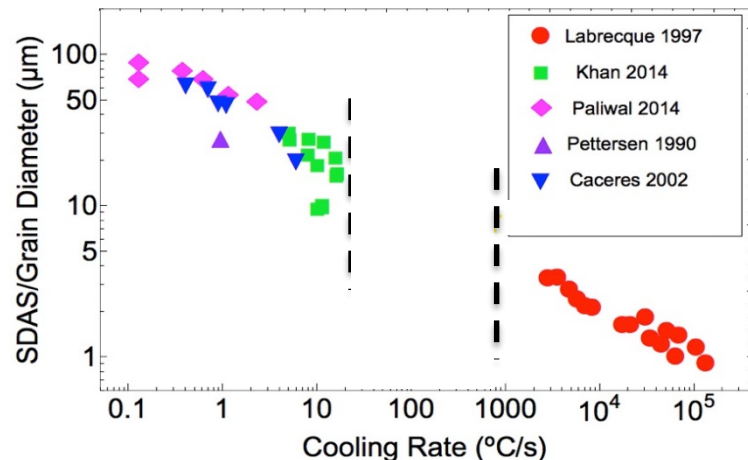 SDAS/Grain Diameter (µm)
100
50
10
5
1
Labrecque 1997
Khan 2014
Paliwal 2014
Pettersen 1990
Caceres 2002
0.1 1 10 100 1000 10⁴ 10⁵
Cooling Rate (ºC/s)